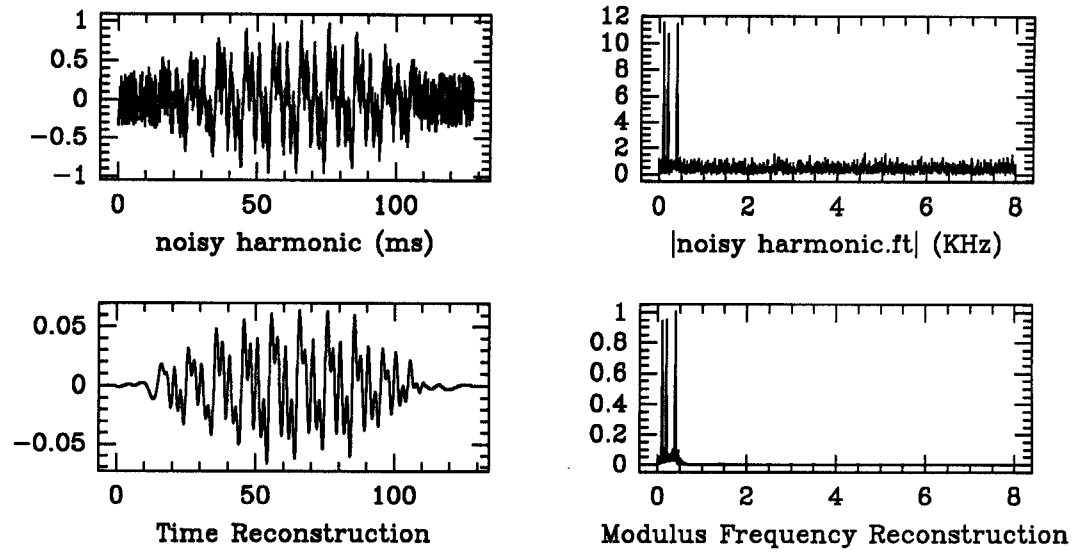 1
0.5
0
−0.5
−1
0 50 100
noisy harmonic (ms)
12
10
8
6
4
2
0
0 2 4 6 8
|noisy harmonic.ft| (KHz)
0.05
0
−0.05
0 50 100
Time Reconstruction
1
0.8
0.6
0.4
0.2
0
0 2 4 6 8
Modulus Frequency Reconstruction